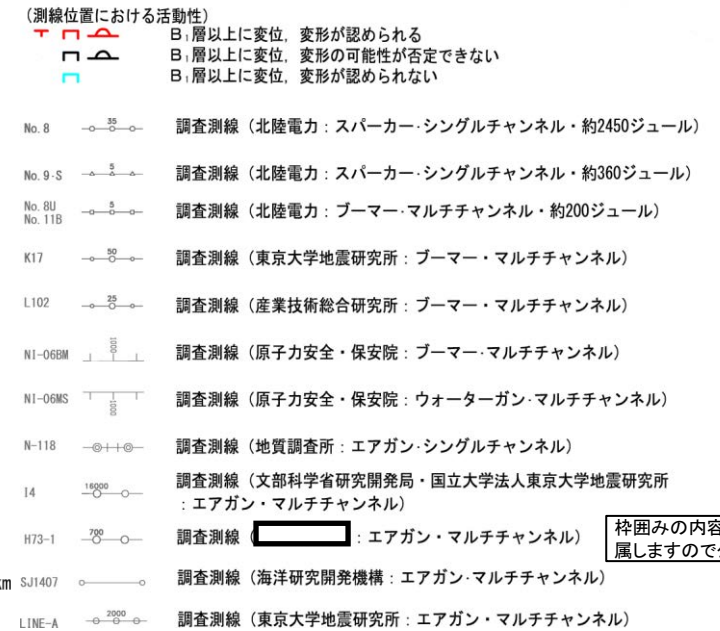 (測線位置における活動性)
B₁層以上に変位，変形が認められる
B₁層以上に変位，変形の可能性が否定できない
B₁層以上に変位，変形が認められない
No. 8 35 調査測線（北陸電力：スパーカー・シングルチャンネル・約2450ジュール）
No. 9-S 5 調査測線（北陸電力：スパーカー・シングルチャンネル・約360ジュール）
No. 8U
No. 11B 5 調査測線（北陸電力：ブーマー・マルチチャンネル・約200ジュール）
K17 50 調査測線（東京大学地震研究所：ブーマー・マルチチャンネル）
L102 25 調査測線（産業技術総合研究所：ブーマー・マルチチャンネル）
NI-06BM 1000 調査測線（原子力安全・保安院：ブーマー・マルチチャンネル）
NI-06MS 1000 調査測線（原子力安全・保安院：ウォーターガン・マルチチャンネル）
N-118 調査測線（地質調査所：エアガン・シングルチャンネル）
I4 16000 調査測線（文部科学省研究開発局・国立大学法人東京大学地震研究所
：エアガン・マルチチャンネル）
H73-1 700 調査測線（ ：エアガン・マルチチャンネル）
枠囲みの内容
属しますので
km SJ1407 調査測線（海洋研究開発機構：エアガン・マルチチャンネル）
LINE-A 2000 調査測線（東京大学地震研究所：エアガン・マルチチャンネル）